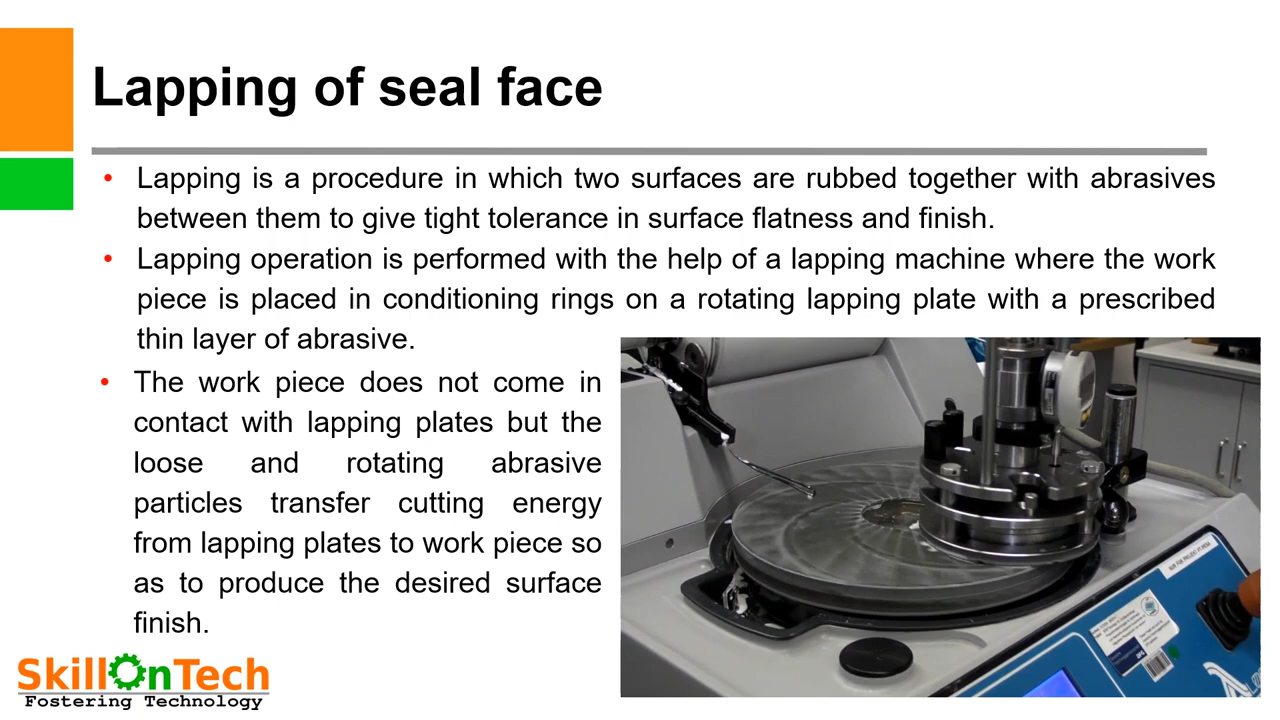 Lapping of seal face
• Lapping is a procedure in which two surfaces are rubbed together with abrasives
between them to give tight tolerance in surface flatness and finish.
• Lapping operation is performed with the help of a lapping machine where the work
piece is placed in conditioning rings on a rotating lapping plate with a prescribed
thin layer of abrasive.
• The work piece does not come in
contact with lapping plates but the
loose and rotating abrasive
particles transfer cutting energy
from lapping plates to work piece so
as to produce the desired surface
finish.
SkillOnTech
Fostering Technology